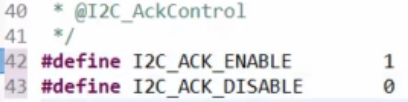 40 * @I2C_AckControl
41 */
42 #define I2C_ACK_ENABLE 1
43 #define I2C_ACK_DISABLE 0